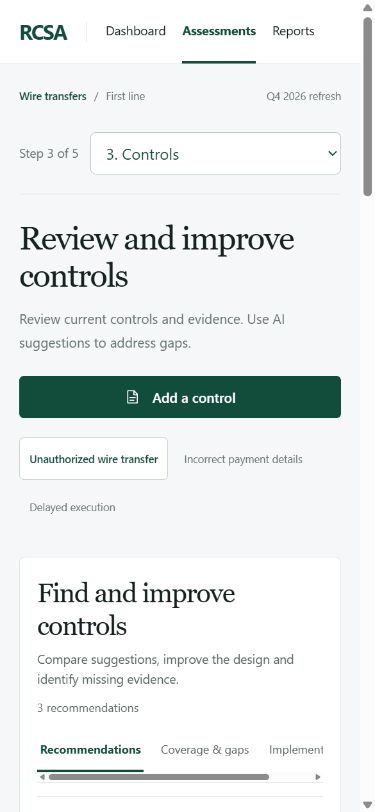 RCSA Dashboard Assessments Reports
Wire transfers / First line Q4 2026 refresh
Step 3 of 5 3. Controls
Review and improve
controls
Review current controls and evidence. Use AI
suggestions to address gaps.
Add a control
Unauthorized wire transfer Incorrect payment details
Delayed execution
Find and improve
controls
Compare suggestions, improve the design and
identify missing evidence.
3 recommendations
Recommendations Coverage & gaps Implement